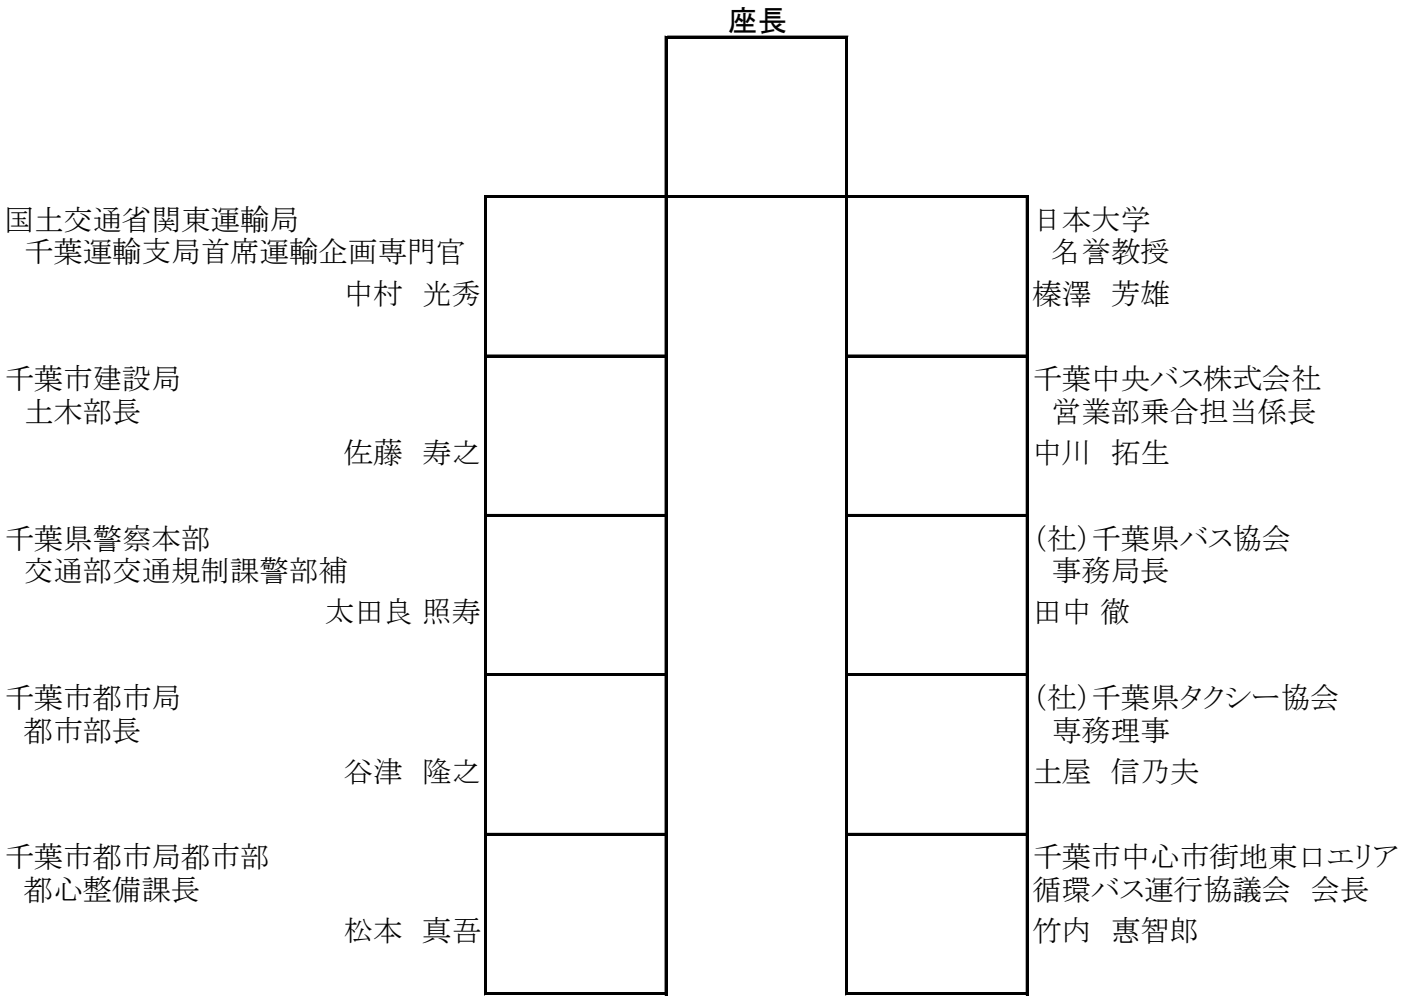 座長
国土交通省関東運輸局
千葉運輸支局首席運輸企画専門官
中村　光秀
千葉市建設局
土木部長
佐藤　寿之
千葉県警察本部
交通部交通規制課警部補
太田良 照寿
千葉市都市局
都市部長
谷津　隆之
千葉市都市局都市部
都心整備課長
松本　真吾
日本大学
名誉教授
榛澤　芳雄
千葉中央バス株式会社
営業部乗合担当係長
中川　拓生
(社)千葉県バス協会
事務局長
田中 徹
(社)千葉県タクシー協会
専務理事
土屋　信乃夫
千葉市中心市街地東口エリア
循環バス運行協議会　会長
竹内　惠智郎